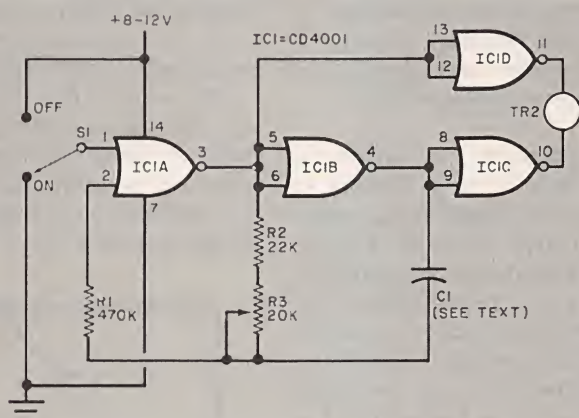 +8-12V
IC1=CD4001
OFF
S1
ON
1
2
14
7
IC1A
3
5
6
IC1B
4
13
12
IC1D
11
TR2
8
9
IC1C
10
R1
470K
R2
22K
R3
20K
C1
(SEE TEXT)